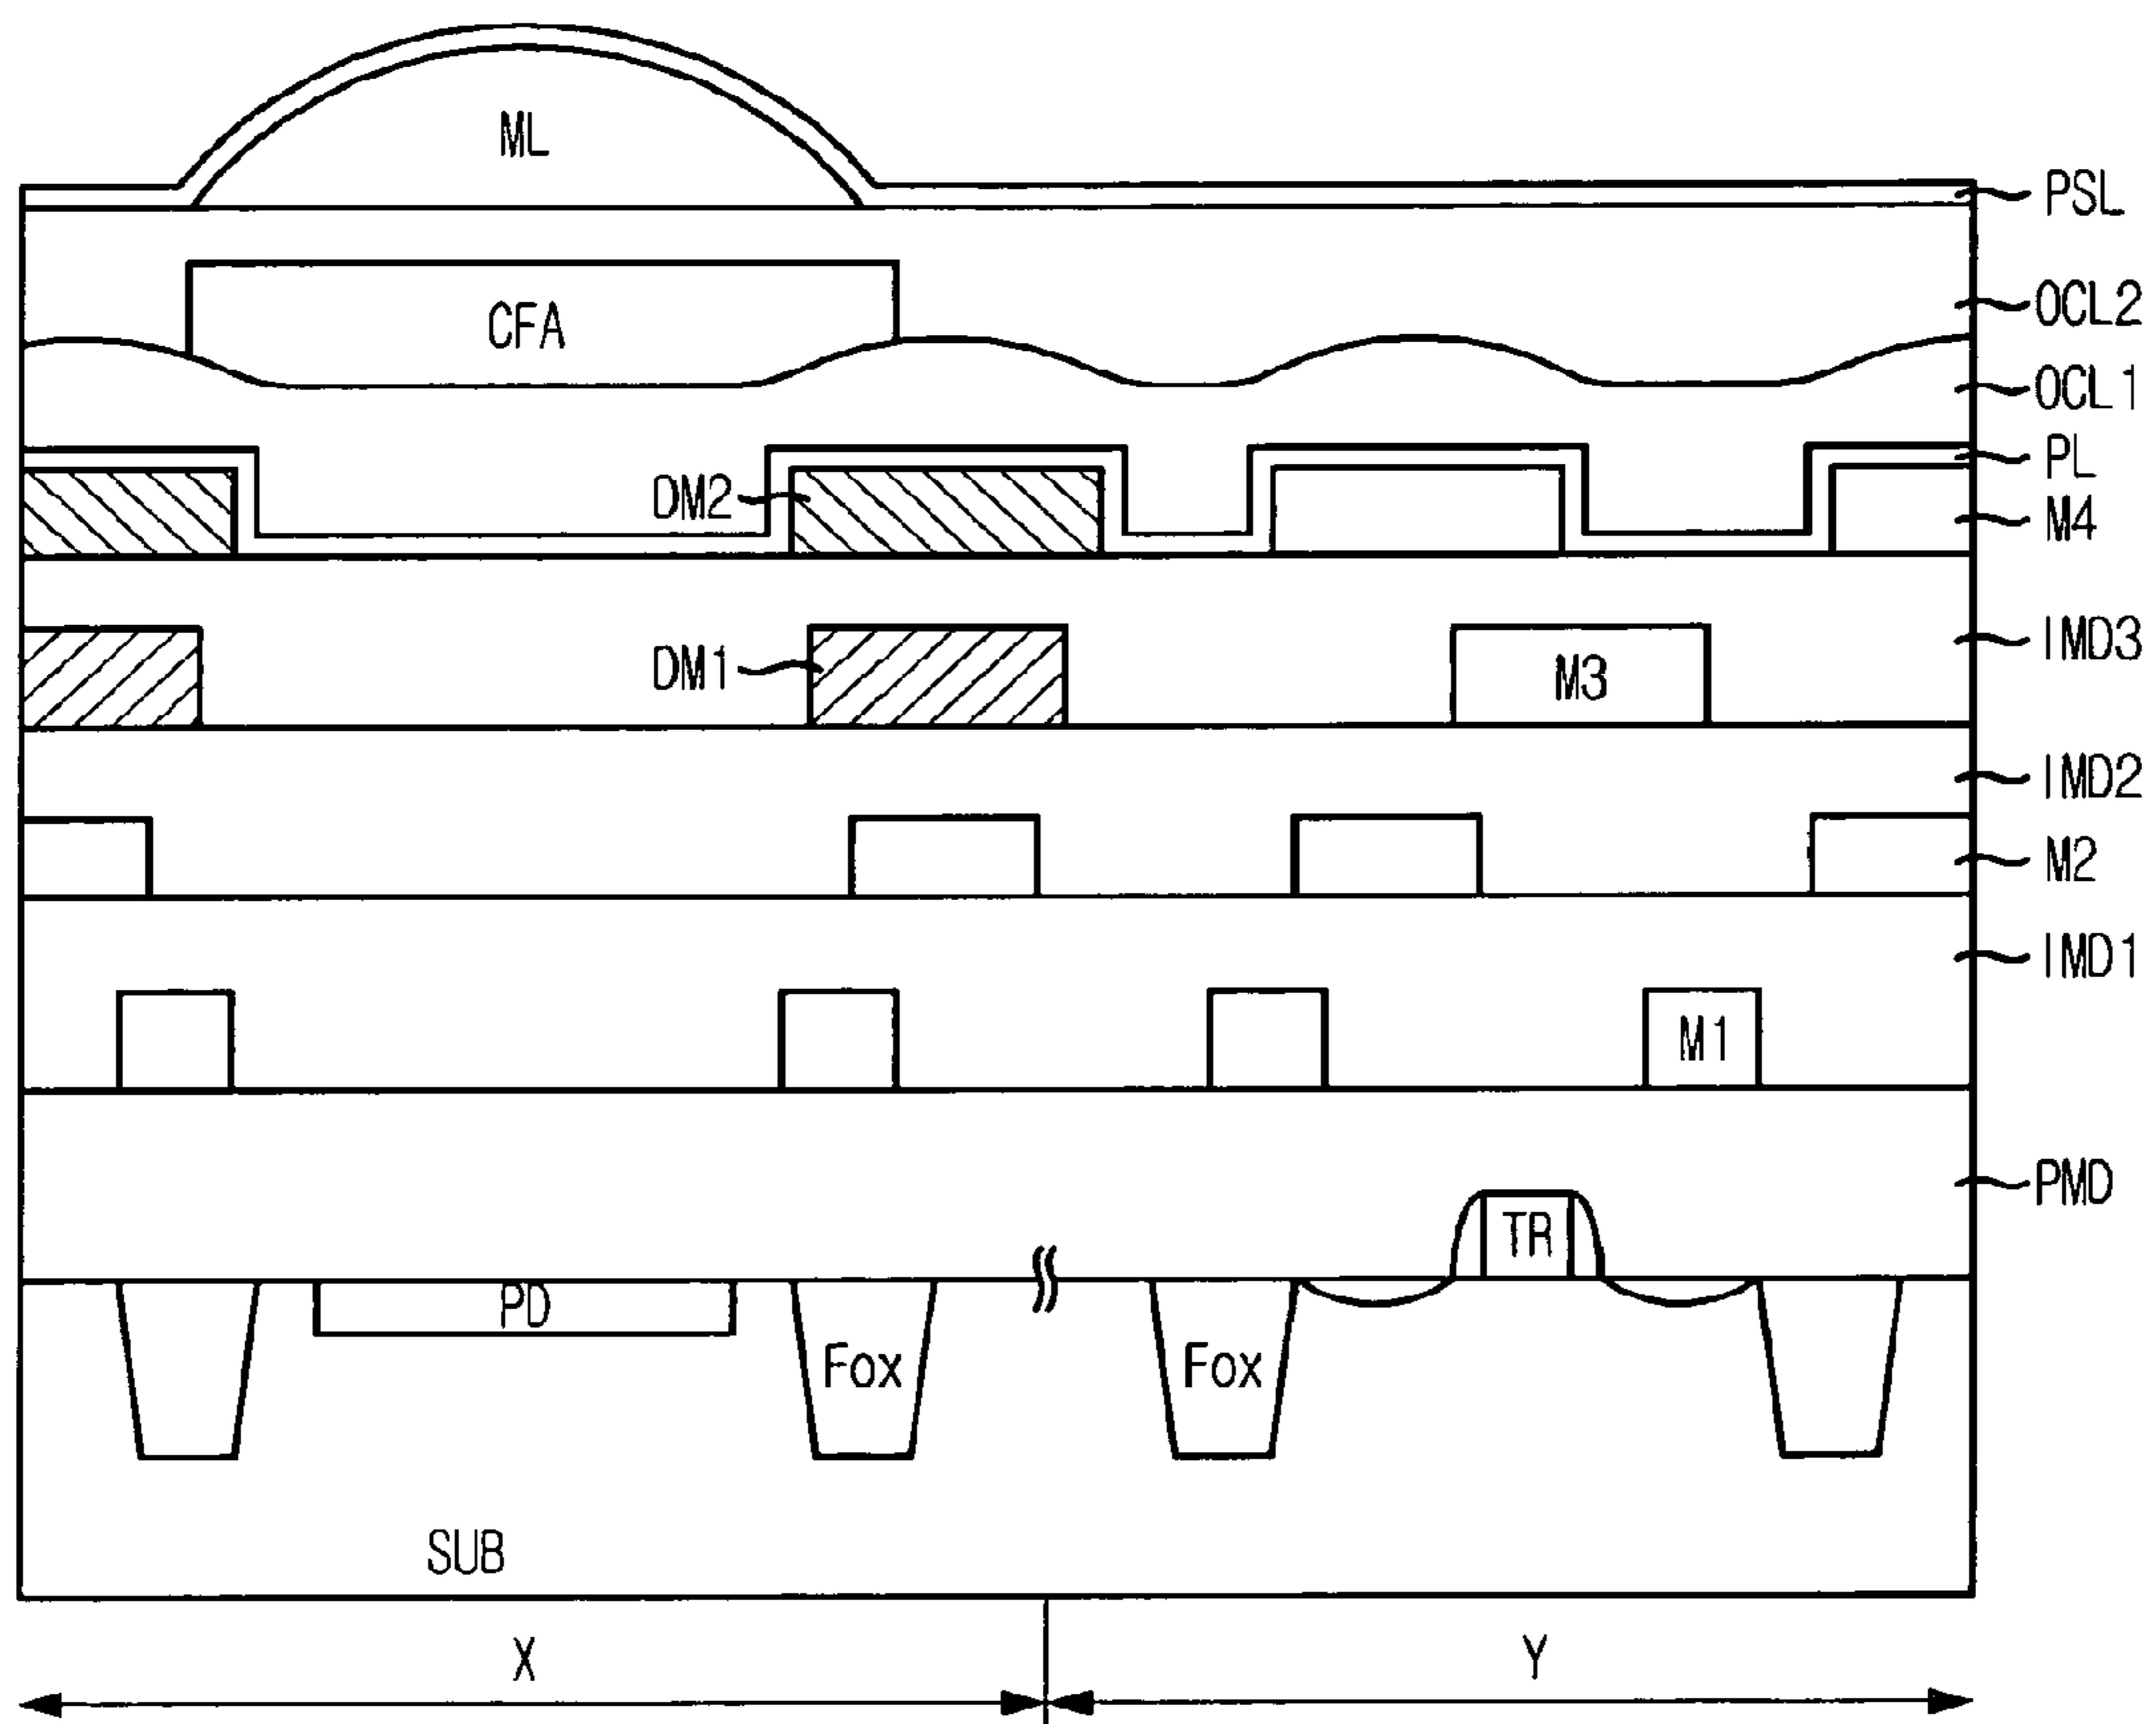 ML
PSL
CFA
OCL2
OCL1
PL
DM2
M4
IMD3
DM1
M3
IMD2
M2
IMD1
M1
PMD
TR
PD
Fox
Fox
SUB
X
Y